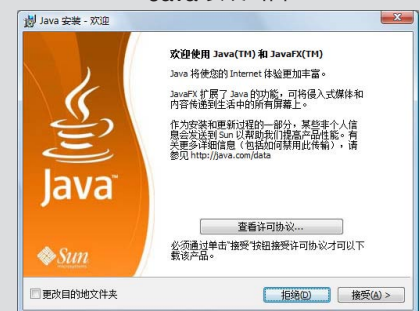 Java 安装 - 欢迎
欢迎使用 Java(TM) 和 JavaFX(TM)
Java 将使您的 Internet 体验更加丰富。
JavaFX 扩展了 Java 的功能，可将侵入式媒体和
内容传递到生活中的所有屏幕上。
作为安装和更新过程的一部分，某些非个人信
息会发送到 Sun 以帮助我们提高产品性能。有
关更多详细信息（包括如何禁用此传输），请
参见 http://java.com/data
Java™
查看许可协议...
Sun
必须通过单击"接受"按钮接受许可协议才可以下
载该产品。
更改目的地文件夹
拒绝(D)
接受(A) >